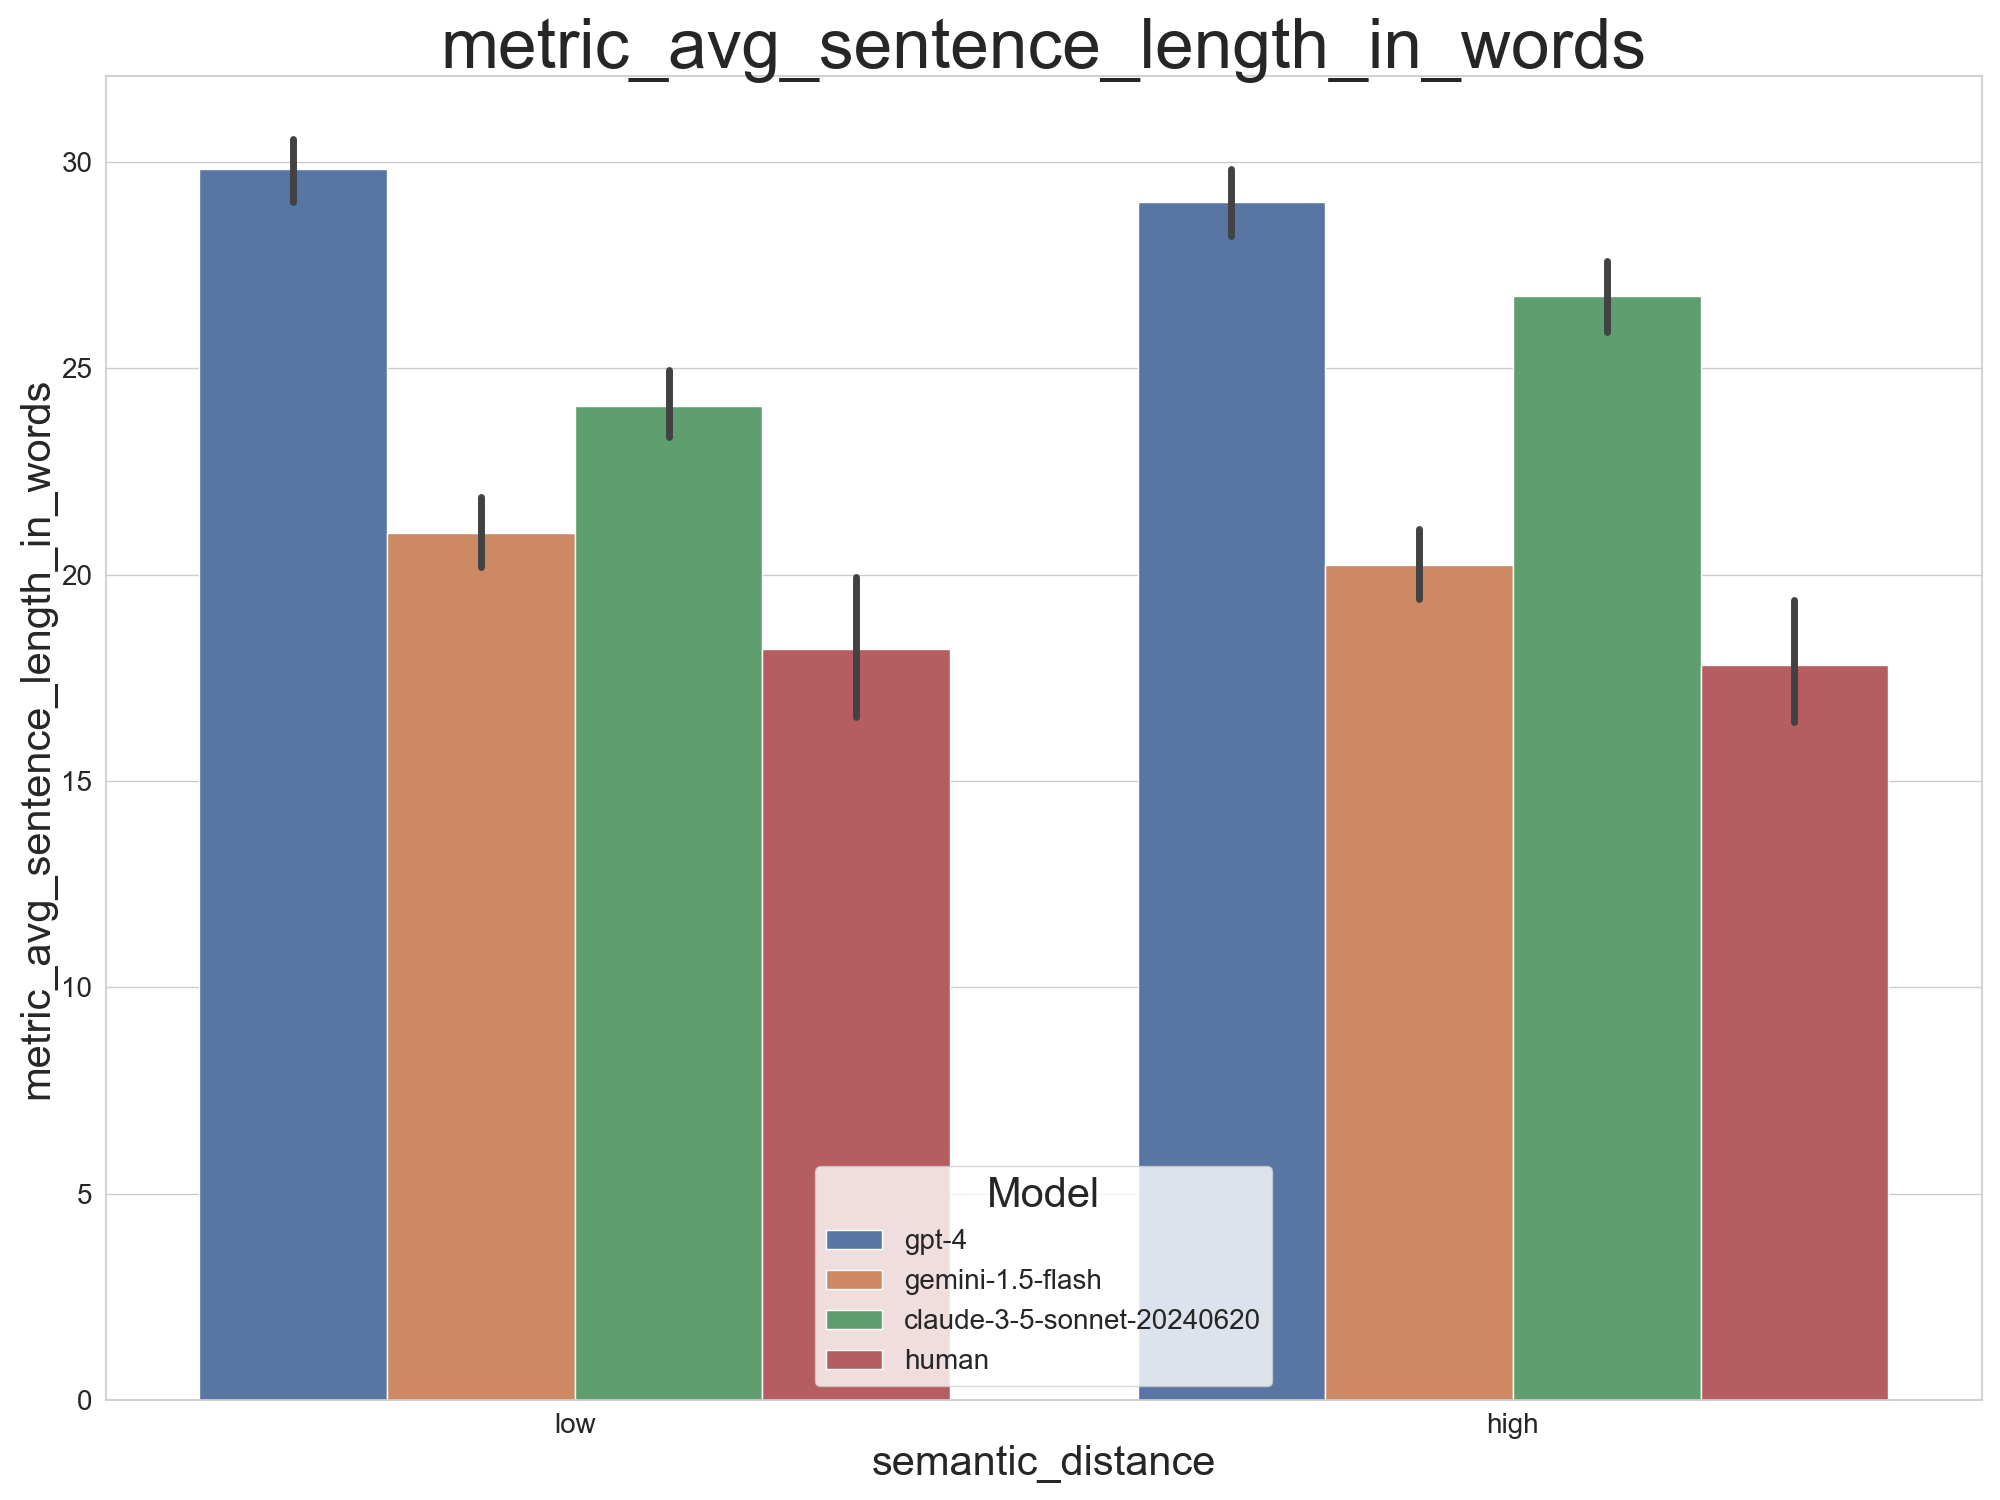 metric_avg_sentence_length_in_words
metric_avg_sentence_length_in_words
30
25
20
15
10
5
0
Model
gpt-4
gemini-1.5-flash
claude-3-5-sonnet-20240620
human
low
high
semantic_distance